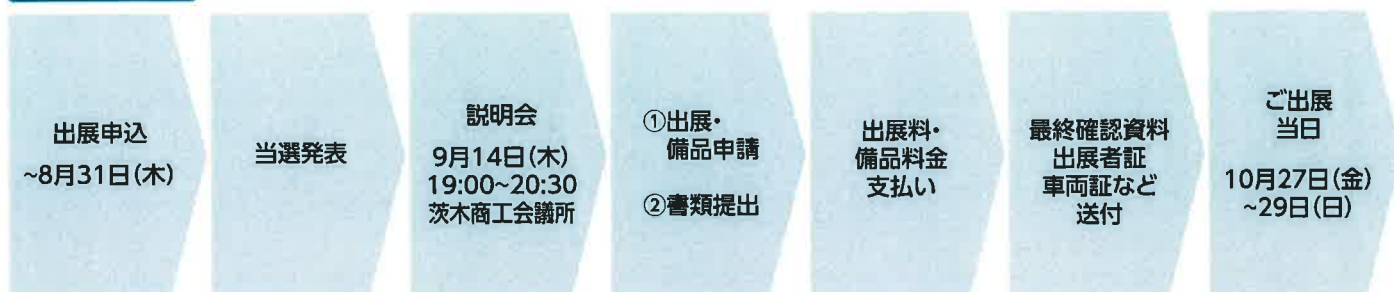 出展申込
~8月31日(木)
当選発表
説明会
9月14日(木)
19:00~20:30
茨木商工会議所
①出展・
備品申請
②書類提出
出展料・
備品料金
支払い
最終確認資料
出展者証
車両証など
送付
ご出展
当日
10月27日(金)
~29日(日)